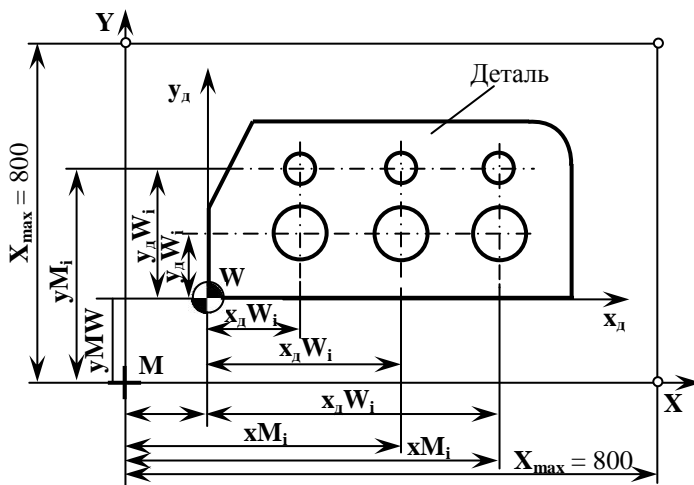 Y
Деталь
yд
Xmax = 800
yMi
yдWi
yдWi
W
xдWi
xд
xдWi
yMW
M
xдWi
X
xMi
xMi
Xmax = 800